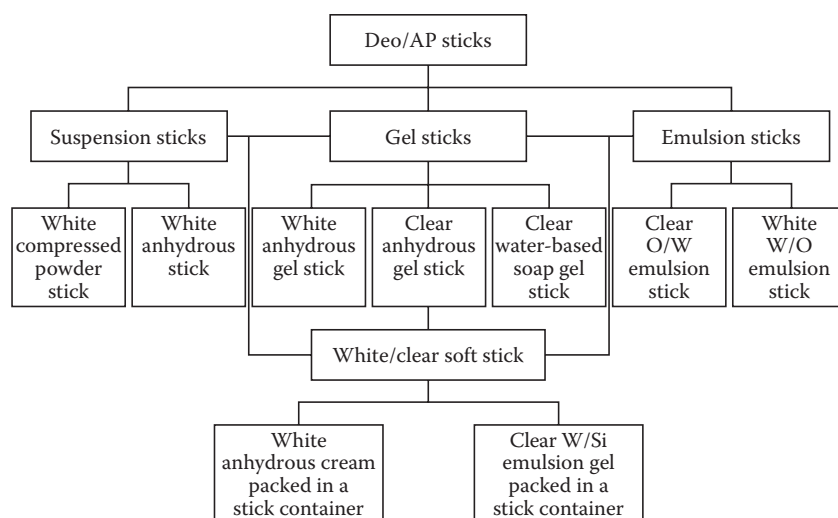 Deo/AP sticks
Suspension sticks
Gel sticks
Emulsion sticks
White
compressed
powder
stick
White
anhydrous
stick
White
anhydrous
gel stick
Clear
anhydrous
gel stick
Clear
water-based
soap gel
stick
Clear
O/W
emulsion
stick
White
W/O
emulsion
stick
White/clear soft stick
White
anhydrous cream
packed in a
stick container
Clear W/Si
emulsion gel
packed in a
stick container